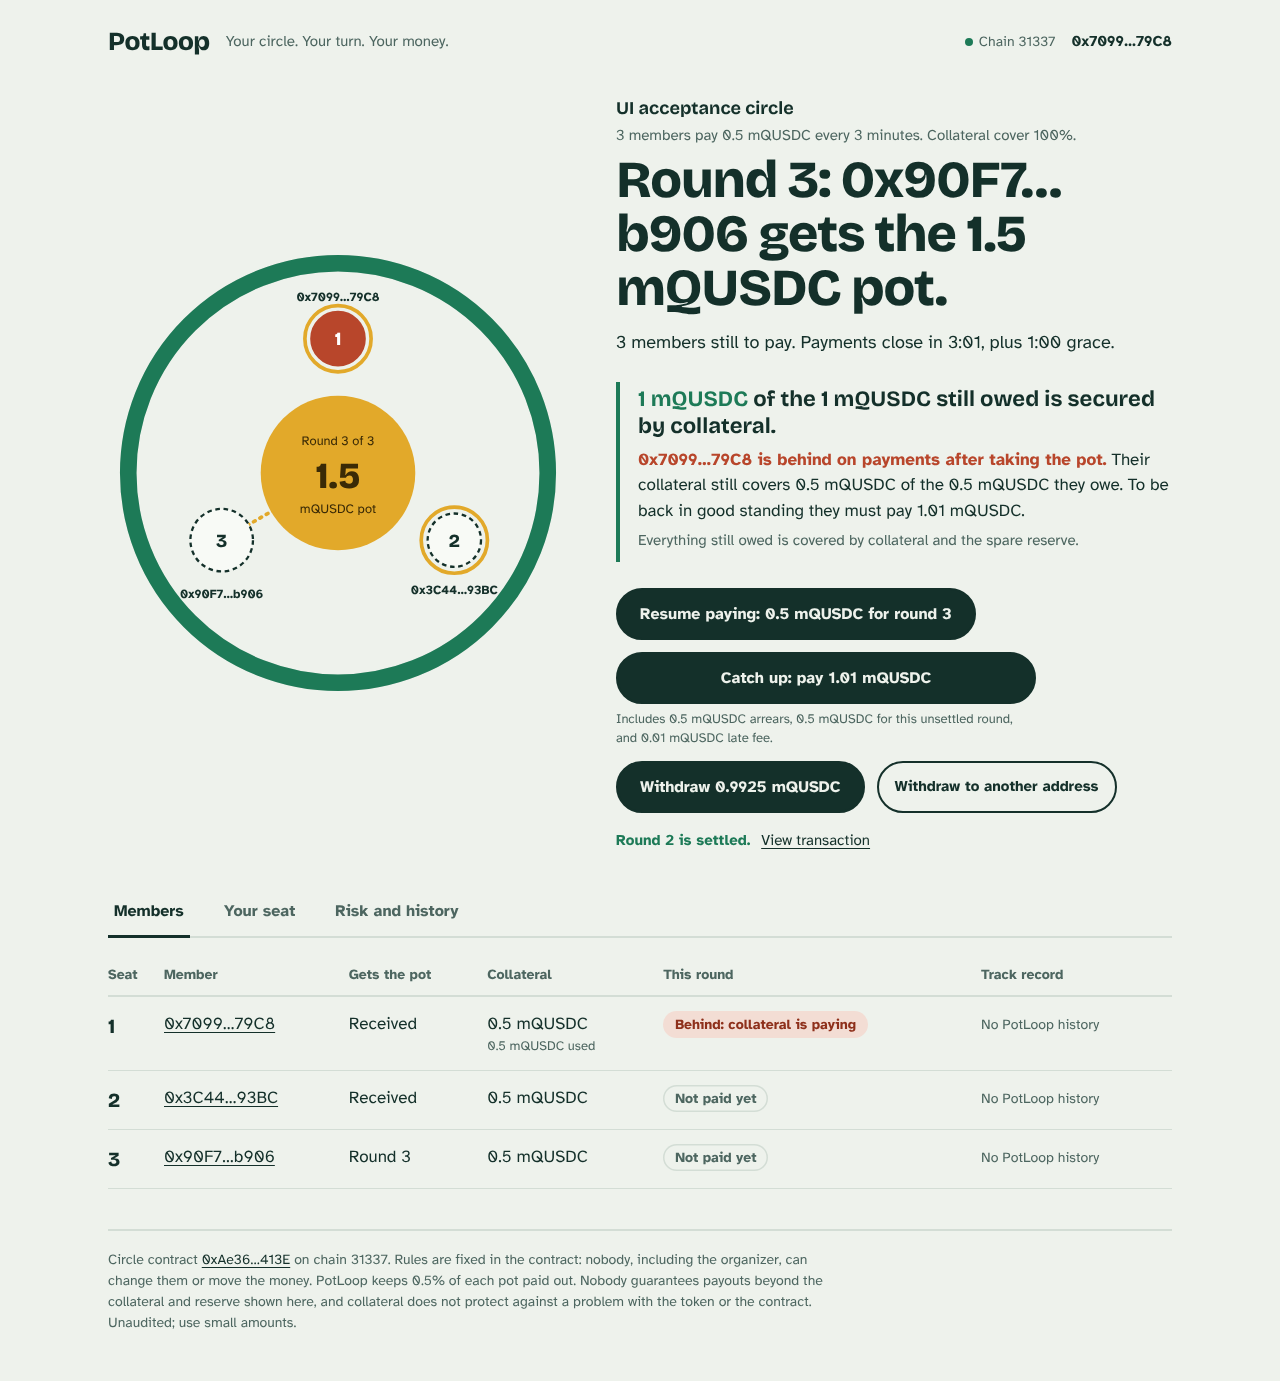 PotLoop Your circle. Your turn. Your money.
Chain 31337 0x7099…79C8
0x7099…79C8
1
Round 3 of 3
1.5
mQUSDC pot
3
2
0x90F7…b906
0x3C44…93BC
UI acceptance circle
3 members pay 0.5 mQUSDC every 3 minutes. Collateral cover 100%.
Round 3: 0x90F7…
b906 gets the 1.5
mQUSDC pot.
3 members still to pay. Payments close in 3:01, plus 1:00 grace.
1 mQUSDC of the 1 mQUSDC still owed is secured
by collateral.
0x7099…79C8 is behind on payments after taking the pot. Their
collateral still covers 0.5 mQUSDC of the 0.5 mQUSDC they owe. To be
back in good standing they must pay 1.01 mQUSDC.
Everything still owed is covered by collateral and the spare reserve.
Resume paying: 0.5 mQUSDC for round 3
Catch up: pay 1.01 mQUSDC
Includes 0.5 mQUSDC arrears, 0.5 mQUSDC for this unsettled round,
and 0.01 mQUSDC late fee.
Withdraw 0.9925 mQUSDC
Withdraw to another address
Round 2 is settled. View transaction
Members Your seat Risk and history
Seat Member Gets the pot Collateral This round Track record
1 0x7099…79C8 Received 0.5 mQUSDC Behind: collateral is paying No PotLoop history
0.5 mQUSDC used
2 0x3C44…93BC Received 0.5 mQUSDC Not paid yet No PotLoop history
3 0x90F7…b906 Round 3 0.5 mQUSDC Not paid yet No PotLoop history
Circle contract 0xAe36…413E on chain 31337. Rules are fixed in the contract: nobody, including the organizer, can
change them or move the money. PotLoop keeps 0.5% of each pot paid out. Nobody guarantees payouts beyond the
collateral and reserve shown here, and collateral does not protect against a problem with the token or the contract.
Unaudited; use small amounts.